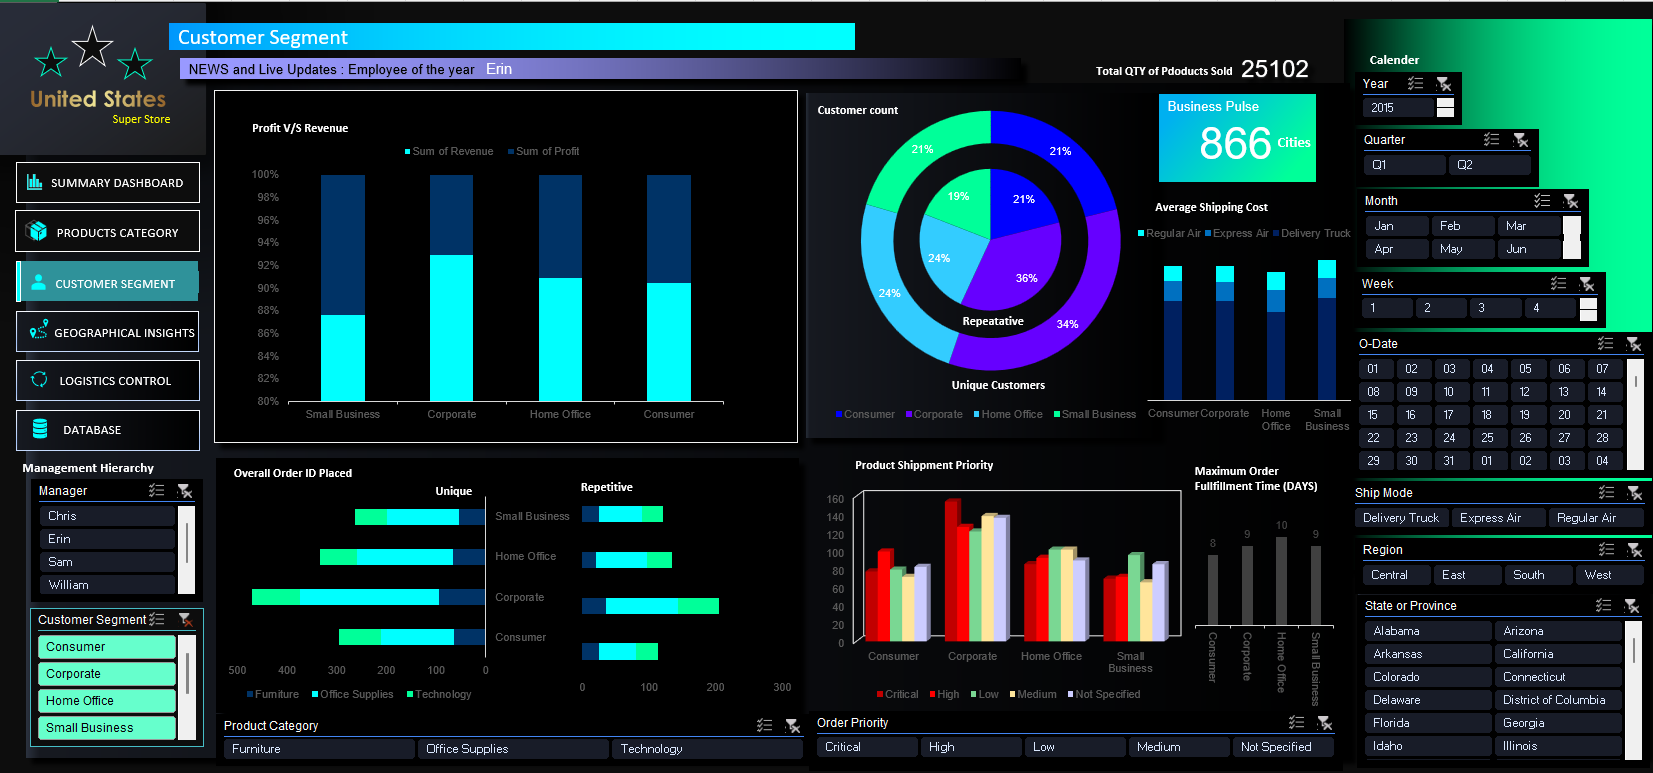 Customer Segment
NEWS and Live Updates : Employee of the year Erin
Total QTY of Pdoducts Sold 25102
United States
Super Store
SUMMARY DASHBOARD
PRODUCTS CATEGORY
CUSTOMER SEGMENT
GEOGRAPHICAL INSIGHTS
LOGISTICS CONTROL
DATABASE
Management Hierarchy
Manager
Chris
Erin
Sam
William
Customer Segment
Consumer
Corporate
Home Office
Small Business
Profit V/S Revenue
Sum of Revenue Sum of Profit
100%
98%
96%
94%
92%
90%
88%
86%
84%
82%
80%
Small Business Corporate Home Office Consumer
Customer count
21% 21%
19% 21%
24% 36%
24% 34%
Repeatative
Unique Customers
Consumer Corporate Home Office Small Business
Business Pulse
866 Cities
Average Shipping Cost
Regular Air Express Air Delivery Truck
Consumer Corporate Home Office Small Business
Overall Order ID Placed
Unique
Repetitive
Small Business
Home Office
Corporate
Consumer
500 400 300 200 100 0
0 100 200 300
Furniture Office Supplies Technology
Product Category
Furniture Office Supplies Technology
Product Shippment Priority
160
140
120
100
80
60
40
20
0
Consumer Corporate Home Office Small Business
Critical High Low Medium Not Specified
Maximum Order
Fullfillment Time (DAYS)
8 9 10 9
Consumer Corporate Home Office Small Business
Order Priority
Critical High Low Medium Not Specified
Calender
Year
2015
Quarter
Q1 Q2
Month
Jan Feb Mar
Apr May Jun
Week
1 2 3 4
O-Date
01 02 03 04 05 06 07
08 09 10 11 12 13 14
15 16 17 18 19 20 21
22 23 24 25 26 27 28
29 30 31 01 02 03 04
Ship Mode
Delivery Truck Express Air Regular Air
Region
Central East South West
State or Province
Alabama Arizona
Arkansas California
Colorado Connecticut
Delaware District of Columbia
Florida Georgia
Idaho Illinois